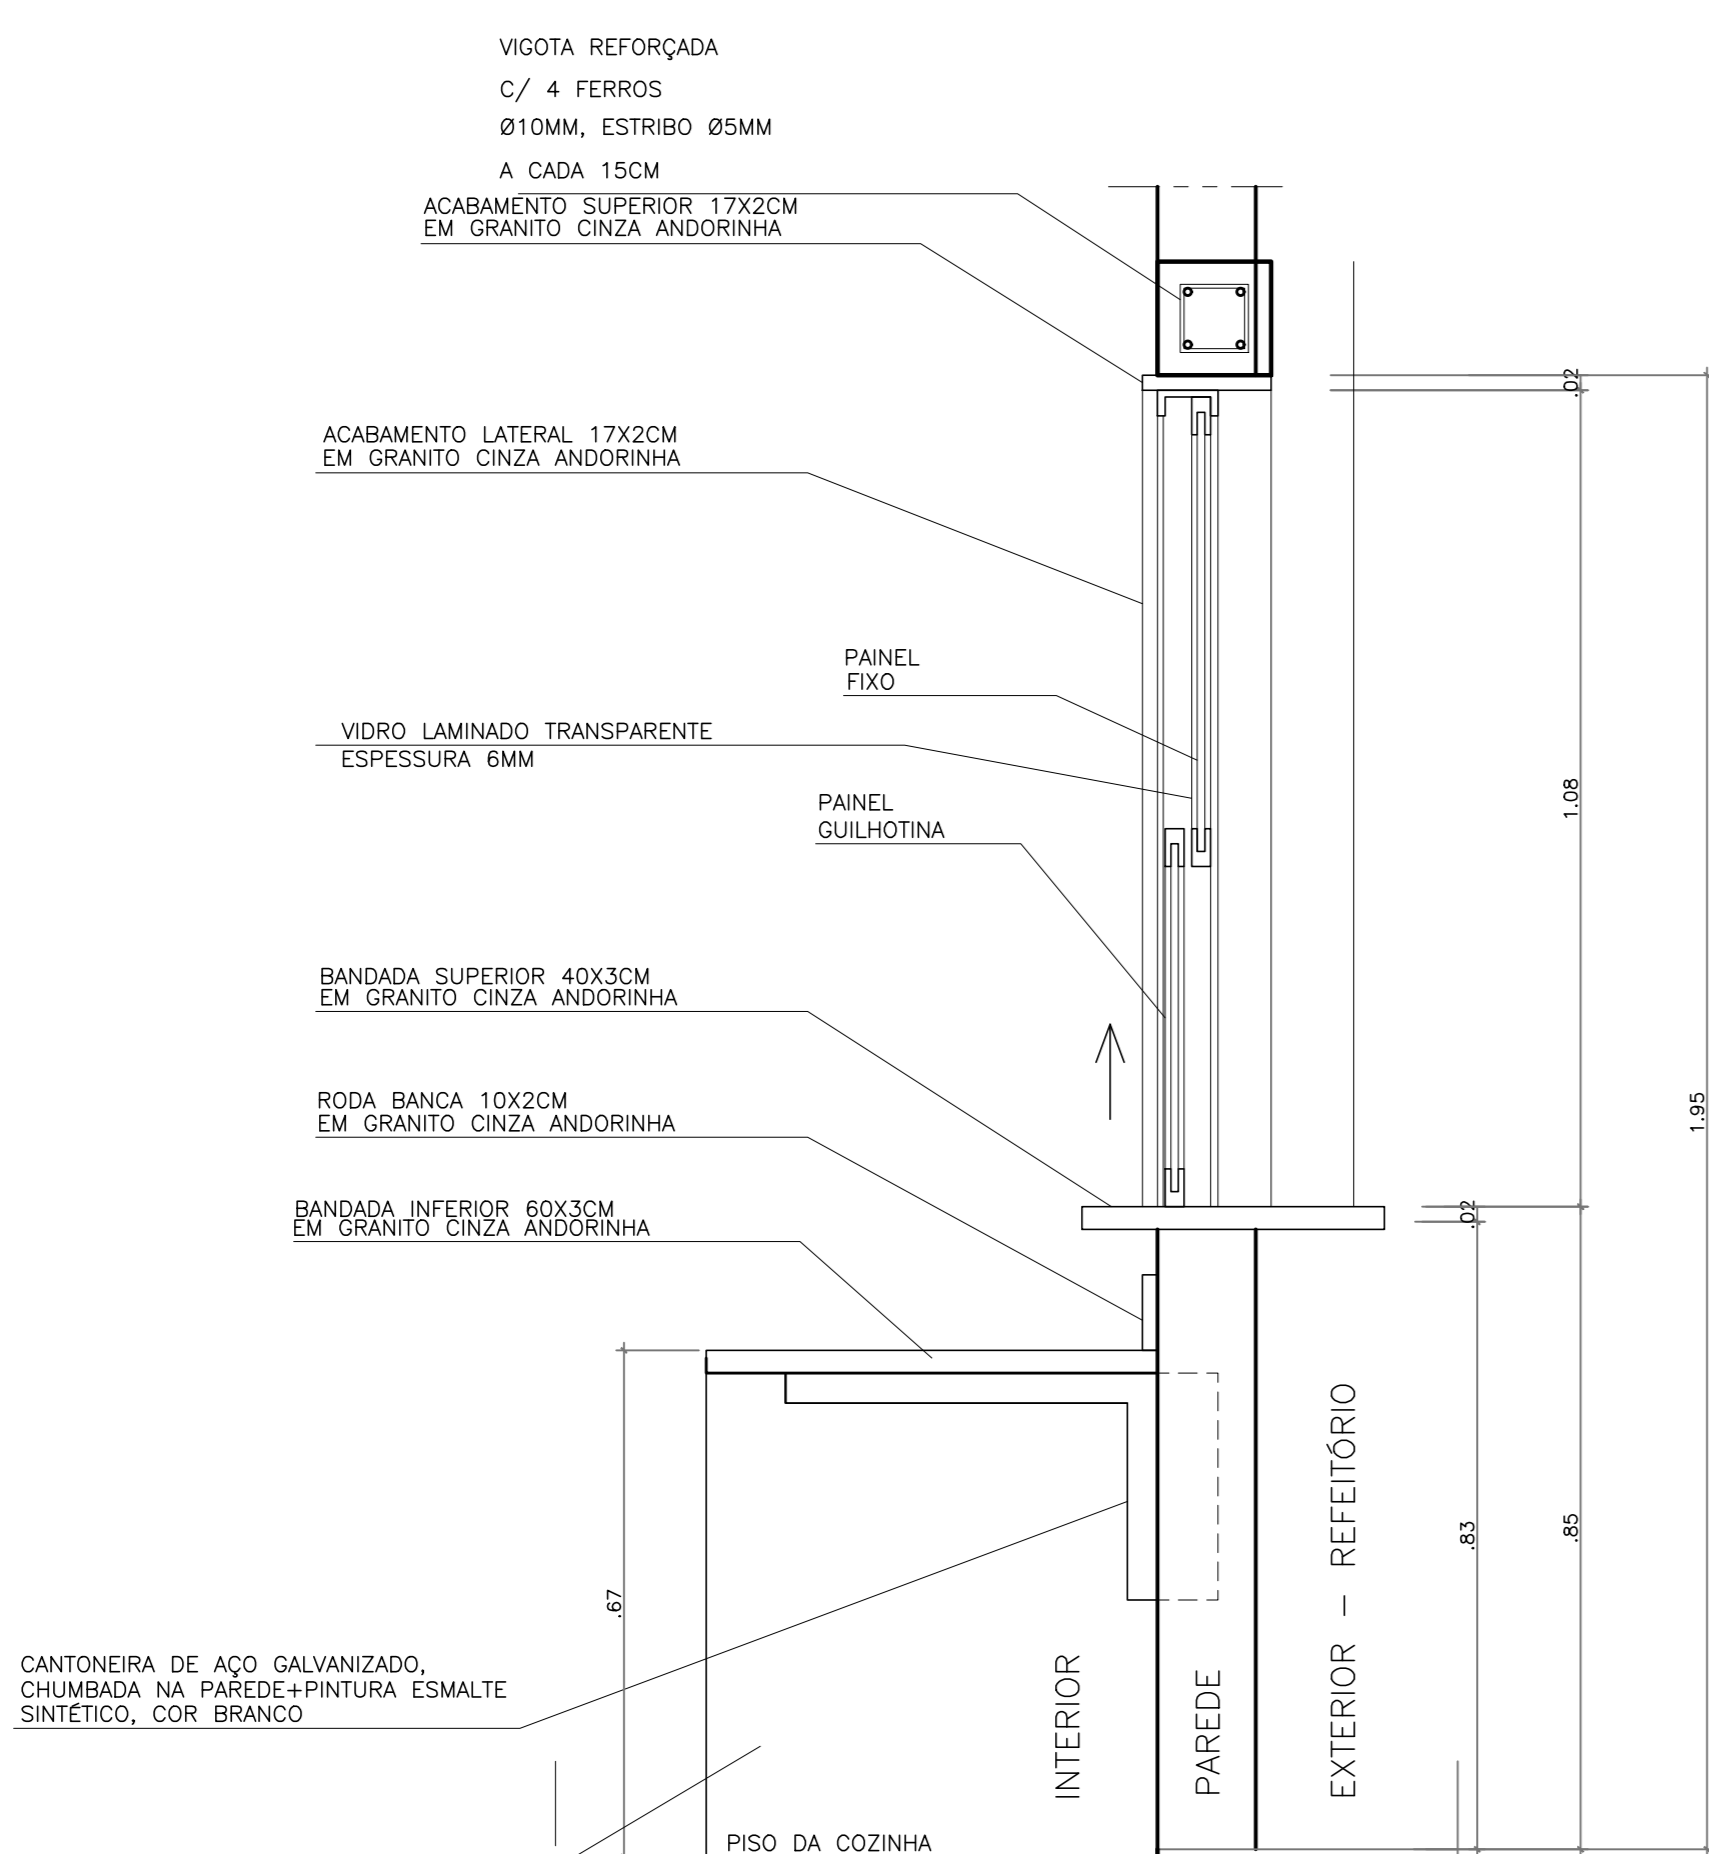 VIGOTA REFORÇADA
C/ 4 FERROS
Ø10MM, ESTRIBO Ø5MM
A CADA 15CM
ACABAMENTO SUPERIOR 17X2CM
EM GRANITO CINZA ANDORINHA
.02
ACABAMENTO LATERAL 17X2CM
EM GRANITO CINZA ANDORINHA
PAINEL
FIXO
VIDRO LAMINADO TRANSPARENTE
ESPESSURA 6MM
1.08
PAINEL
GUILHOTINA
BANDADA SUPERIOR 40X3CM
EM GRANITO CINZA ANDORINHA
1.95
RODA BANCA 10X2CM
EM GRANITO CINZA ANDORINHA
.02
BANDADA INFERIOR 60X3CM
EM GRANITO CINZA ANDORINHA
.83
.85
.67
CANTONEIRA DE AÇO GALVANIZADO,
CHUMBADA NA PAREDE+PINTURA ESMALTE
SINTÉTICO, COR BRANCO
INTERIOR
PAREDE
EXTERIOR - REFEITÓRIO
PISO DA COZINHA